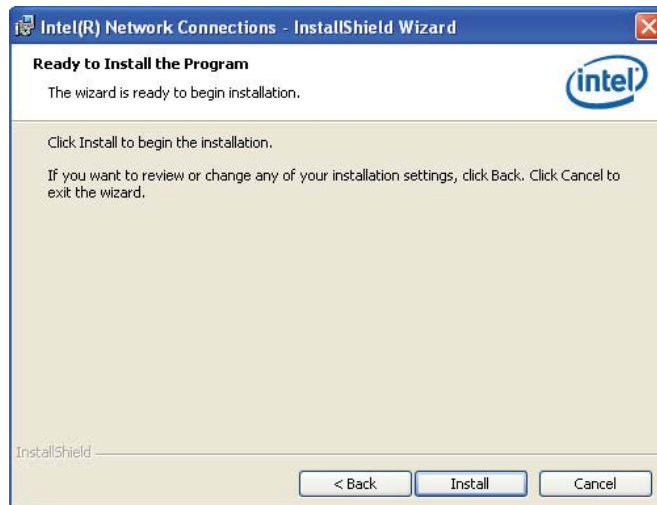 Intel(R) Network Connections - InstallShield Wizard
Ready to Install the Program
The wizard is ready to begin installation.
intel
Click Install to begin the installation.
If you want to review or change any of your installation settings, click Back. Click Cancel to
exit the wizard.
InstallShield
< Back Install Cancel